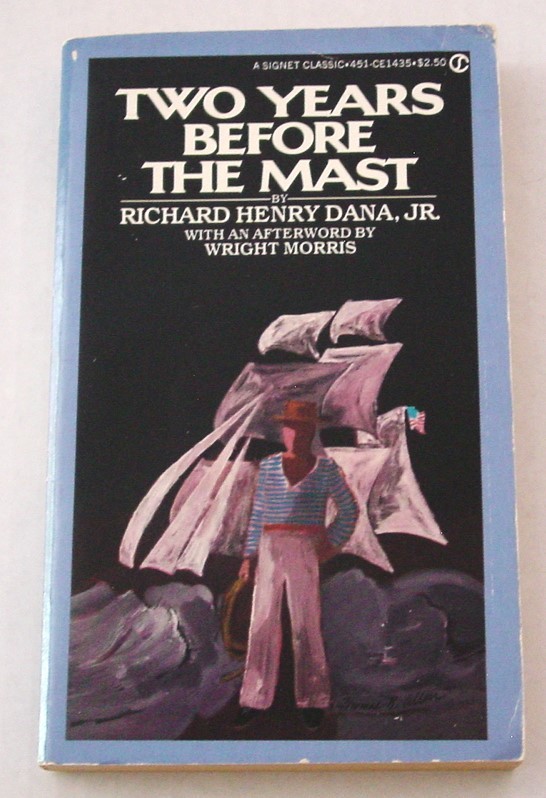 A SIGNET CLASSIC•451-CE1435•$2.50
TWO YEARS
BEFORE
THE MAST
BY
RICHARD HENRY DANA, JR.
WITH AN AFTERWORD BY
WRIGHT MORRIS